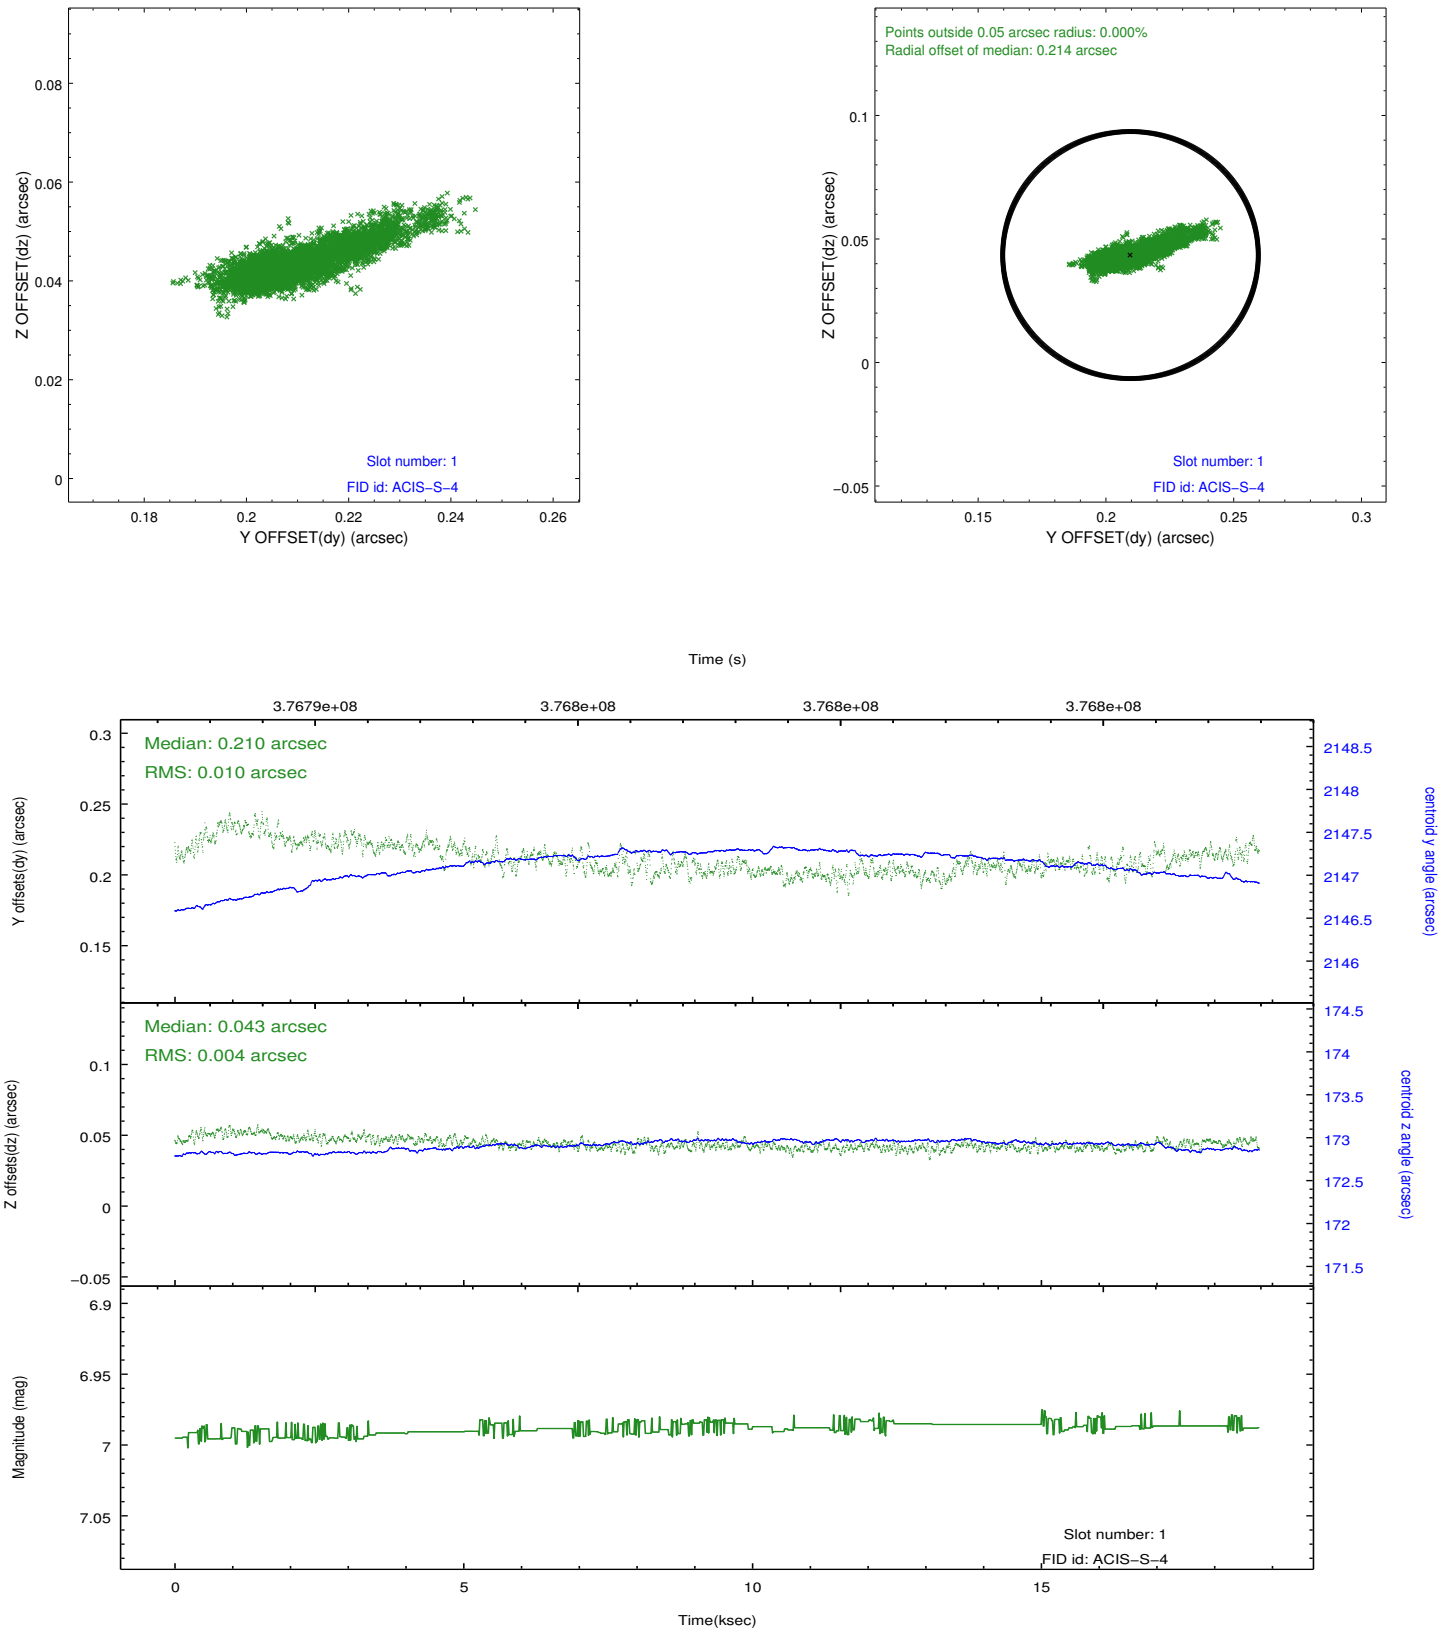 0.08
0.06
0.04
0.02
0
Z OFFSET(dz) (arcsec)
Slot number: 1
FID id: ACIS−S−4
0.18 0.2 0.22 0.24 0.26
Y OFFSET(dy) (arcsec)
Points outside 0.05 arcsec radius: 0.000%
Radial offset of median: 0.214 arcsec
0.1
0.05
0
−0.05
Z OFFSET(dz) (arcsec)
Slot number: 1
FID id: ACIS−S−4
0.15 0.2 0.25 0.3
Y OFFSET(dy) (arcsec)
Time (s)
3.7679e+08 3.768e+08 3.768e+08 3.768e+08
Median: 0.210 arcsec
RMS: 0.010 arcsec
0.3
0.25
0.2
0.15
Y offsets(dy) (arcsec)
2148.5
2148
2147.5
2147
2146.5
2146
centroid y angle (arcsec)
Median: 0.043 arcsec
RMS: 0.004 arcsec
0.1
0.05
0
−0.05
Z offsets(dz) (arcsec)
174.5
174
173.5
173
172.5
172
171.5
centroid z angle (arcsec)
6.9
6.95
7
7.05
Magnitude (mag)
Slot number: 1
FID id: ACIS−S−4
0 5 10 15
Time(ksec)